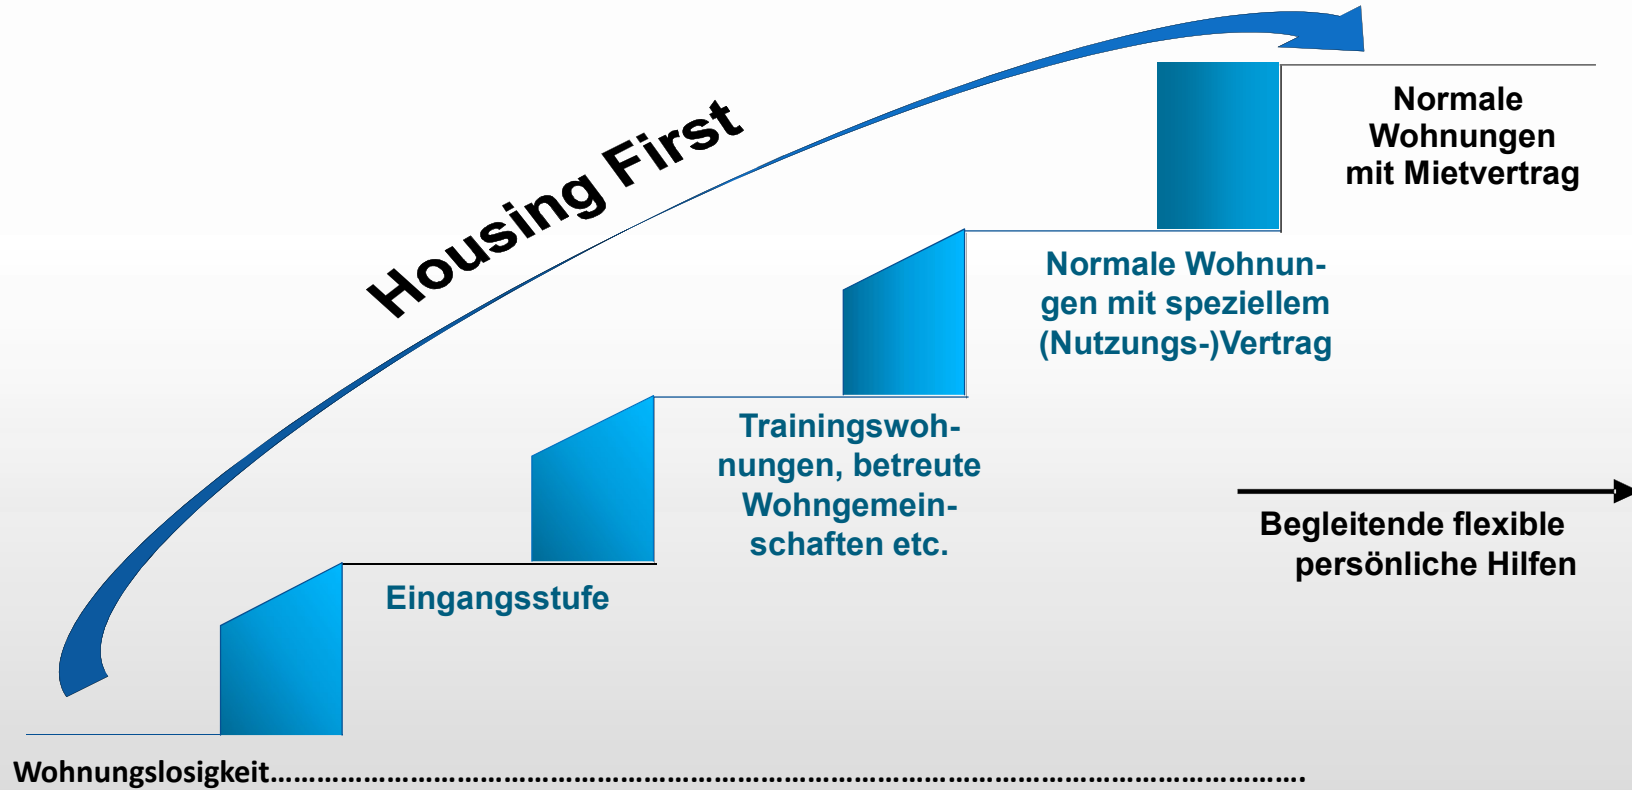 Housing First
Normale
Wohnungen
mit Mietvertrag
Normale Wohnun-
gen mit speziellem
(Nutzungs-)Vertrag
Trainingswoh-
nungen, betreute
Wohngemein-
schaften etc.
Begleitende flexible
persönliche Hilfen
Eingangsstufe
Wohnungslosigkeit……………………………………………………………………………………………………………….